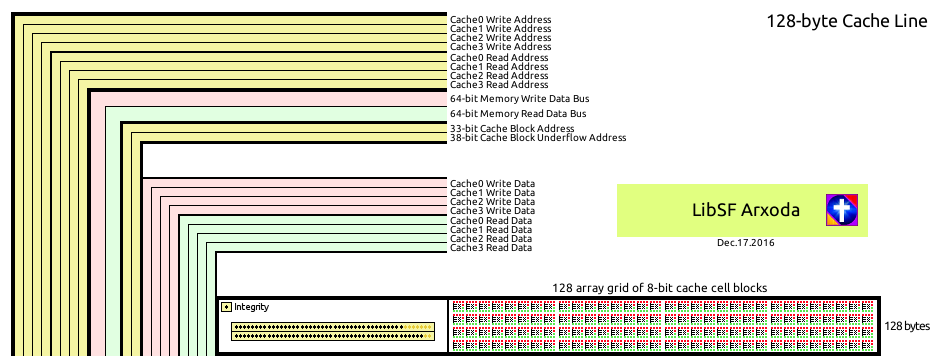 128-byte Cache Line
Cache0 Write Address
Cache1 Write Address
Cache2 Write Address
Cache3 Write Address
Cache0 Read Address
Cache1 Read Address
Cache2 Read Address
Cache3 Read Address
64-bit Memory Write Data Bus
64-bit Memory Read Data Bus
33-bit Cache Block Address
38-bit Cache Block Underflow Address
Cache0 Write Data
Cache1 Write Data
Cache2 Write Data
Cache3 Write Data
Cache0 Read Data
Cache1 Read Data
Cache2 Read Data
Cache3 Read Data
LibSF Arxoda
Dec.17.2016
128 array grid of 8-bit cache cell blocks
Integrity
128 bytes